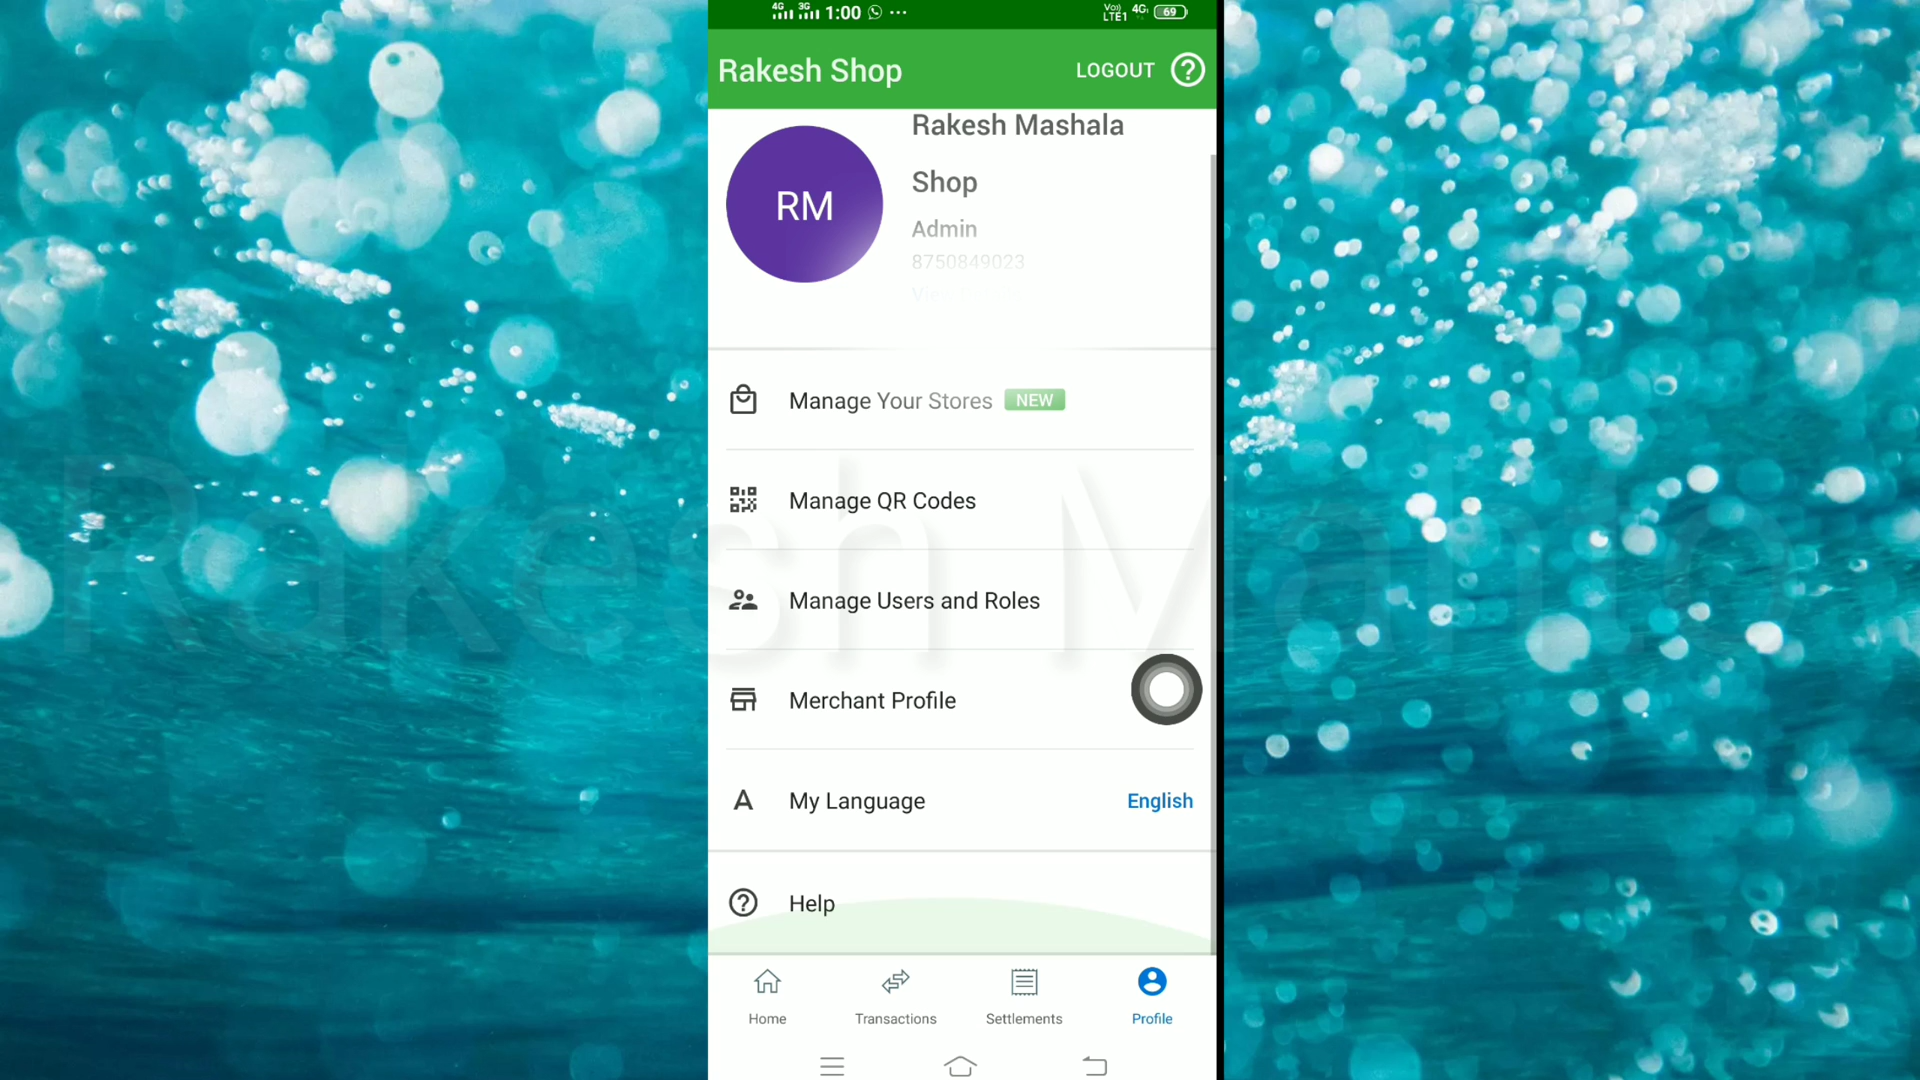 4G 3G 1:00 Vo)) LTE1 4G 69
Rakesh Shop LOGOUT
Rakesh Mashala
Shop
RM
Admin
8750849023
Manage Your Stores NEW
Manage QR Codes
Manage Users and Roles
Merchant Profile
My Language English
Help
Home Transactions Settlements Profile
Rakesh Mahto